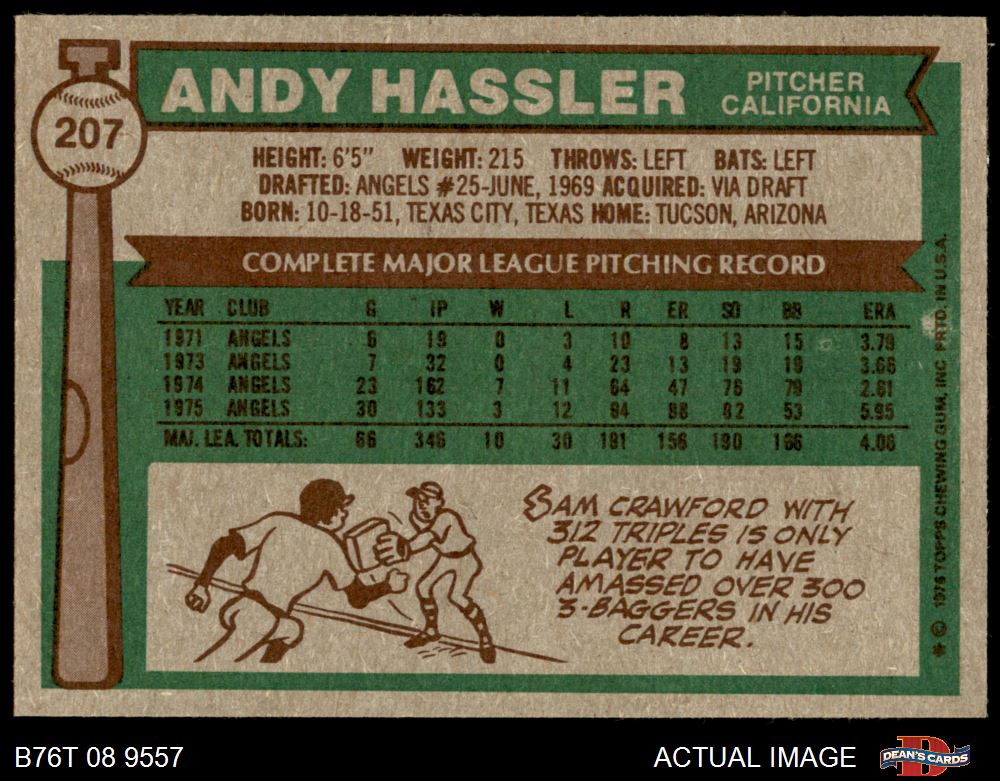 207
ANDY HASSLER
PITCHER
CALIFORNIA
HEIGHT: 6'5" WEIGHT: 215 THROWS: LEFT BATS: LEFT
DRAFTED: ANGELS #25-JUNE, 1969 ACQUIRED: VIA DRAFT
BORN: 10-18-51, TEXAS CITY, TEXAS HOME: TUCSON, ARIZONA
COMPLETE MAJOR LEAGUE PITCHING RECORD
YEAR CLUB G IP W L R ER SO BB ERA
1971 ANGELS 6 19 0 3 10 8 13 15 3.79
1973 ANGELS 7 32 0 4 23 13 19 19 3.66
1974 ANGELS 23 162 7 11 64 47 76 79 2.61
1975 ANGELS 30 133 3 12 94 88 82 53 5.95
MAJ. LEA. TOTALS: 66 346 10 30 191 156 190 166 4.06
SAM CRAWFORD WITH
312 TRIPLES IS ONLY
PLAYER TO HAVE
AMASSED OVER 300
3-BAGGERS IN HIS
CAREER.
* © 1976 TOPPS CHEWING GUM, INC PRTD. IN U.S.A.
B76T 08 9557
ACTUAL IMAGE
DEAN'S CARDS